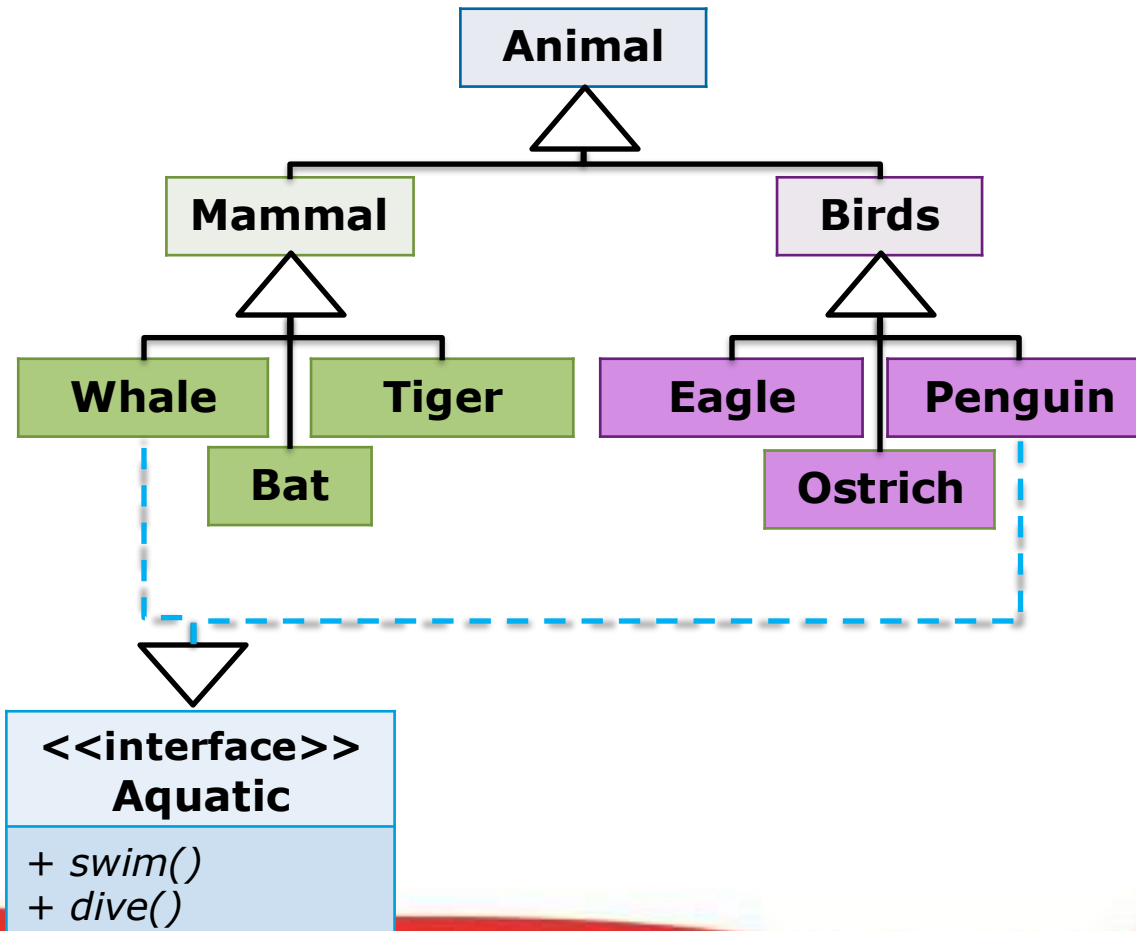 Animal
Mammal
Birds
Whale
Tiger
Eagle
Penguin
Bat
Ostrich
<<interface>>
Aquatic
+ swim()
+ dive()